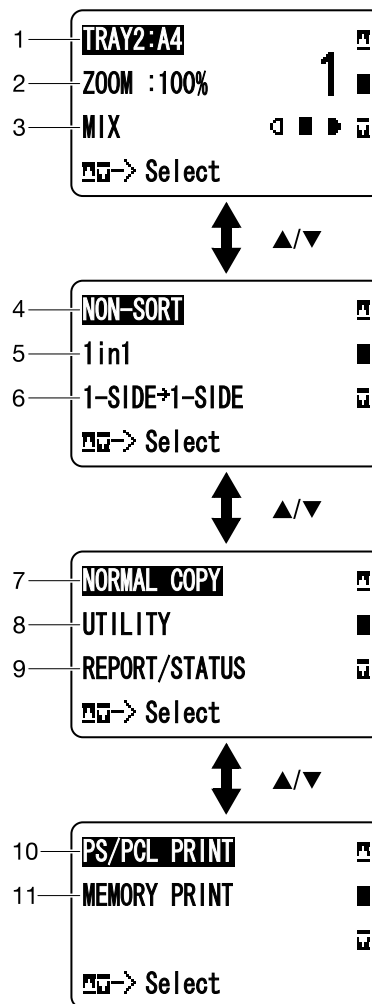 1 TRAY2:A4
2 ZOOM :100% 1
3 MIX
-> Select
▲/▼
4 NON-SORT
5 1in1
6 1-SIDE→1-SIDE
-> Select
▲/▼
7 NORMAL COPY
8 UTILITY
9 REPORT/STATUS
-> Select
▲/▼
10 PS/PCL PRINT
11 MEMORY PRINT
-> Select